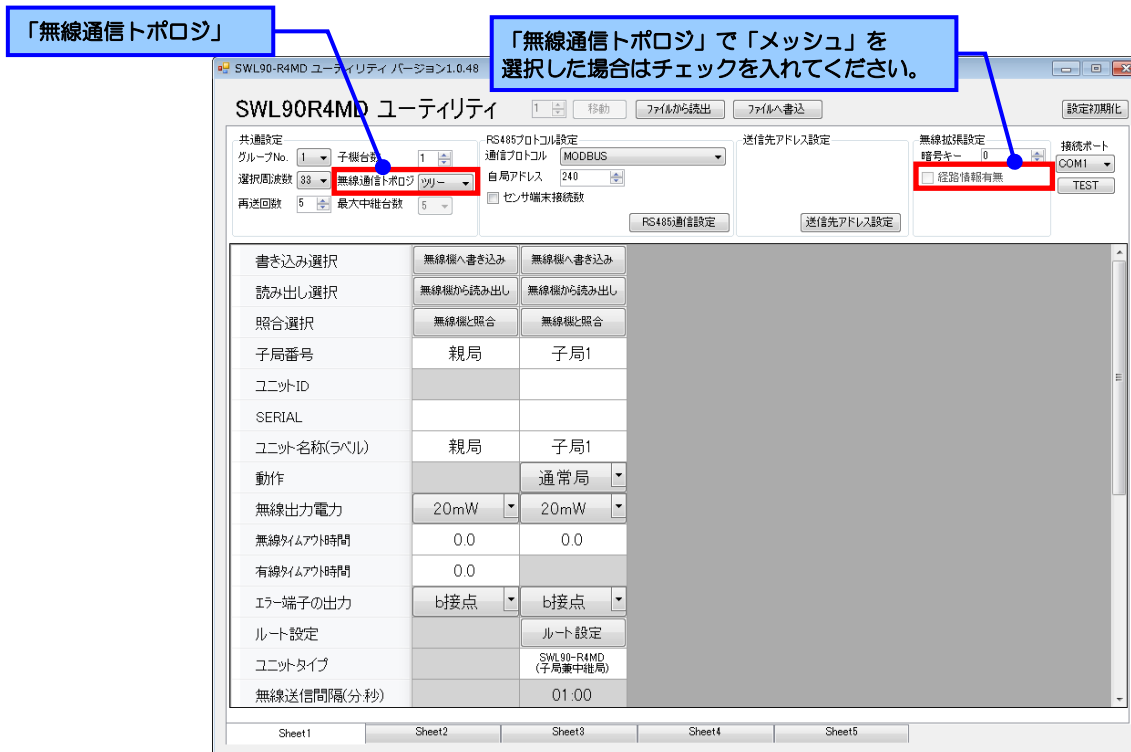 「無線通信トポロジ」
「無線通信トポロジ」で「メッシュ」を
選択した場合はチェックを入れてください。
SWL90-R4MD ユーティリティ バージョン1.0.48
SWL90R4MD ユーティリティ 1 移動 ファイルから読出 ファイルへ書込 設定初期化
共通設定 RS485プロトコル設定 送信先アドレス設定 無線拡張設定 接続ポート
グループNo. 1 子機台数 1 通信プロトコル MODBUS 暗号キー 0 COM1
選択周波数 33 無線通信トポロジ ツリー 自局アドレス 240 経路情報有無 TEST
再送回数 5 最大中継台数 5 センサ端末接続数
RS485通信設定 送信先アドレス設定
書き込み選択 無線機へ書き込み 無線機へ書き込み
読み出し選択 無線機から読み出し 無線機から読み出し
照合選択 無線機と照合 無線機と照合
子局番号 親局 子局1
ユニットID
SERIAL
ユニット名称(ラベル) 親局 子局1
動作 通常局
無線出力電力 20mW 20mW
無線タイムアウト時間 0.0 0.0
有線タイムアウト時間 0.0
エラー端子の出力 b接点 b接点
ルート設定 ルート設定
ユニットタイプ SWL90-R4MD
(子局兼中継局)
無線送信間隔(分:秒) 01:00
Sheet1 Sheet2 Sheet3 Sheet4 Sheet5